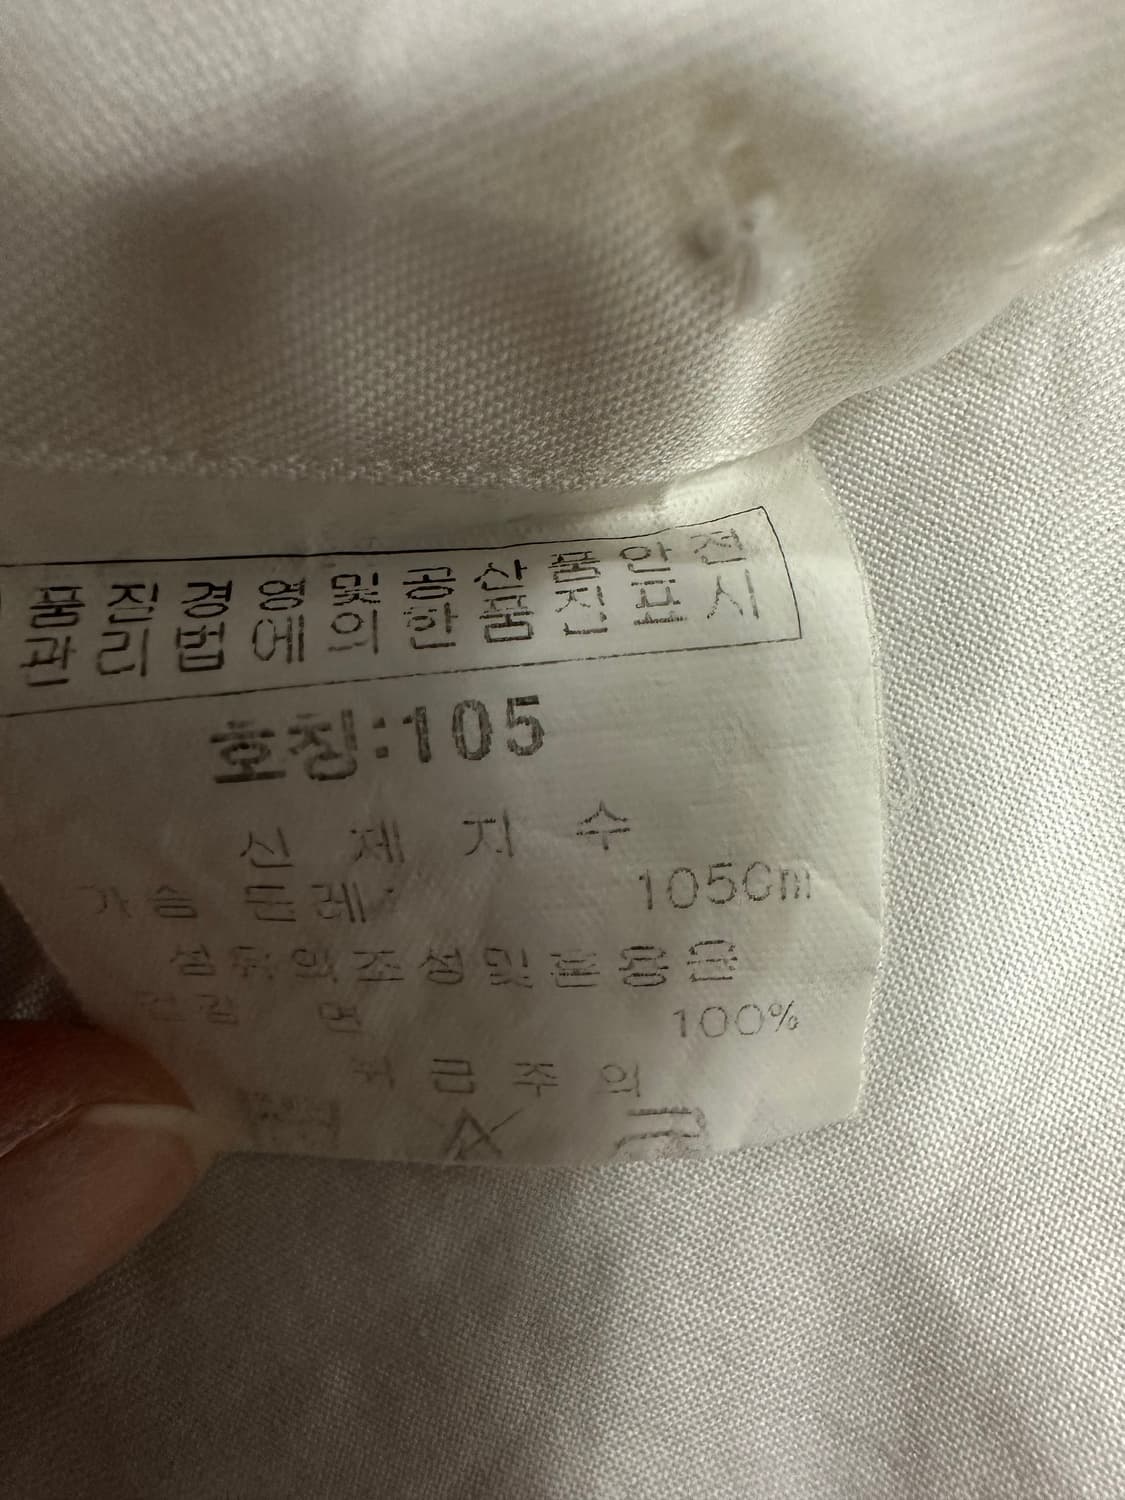 품질경영및공산품안전
관리법에의한품질표시
호칭:105
신체치수
가슴둘레: 105Cm
섬유의조성및혼용율
겉감 면 100%
취급주의